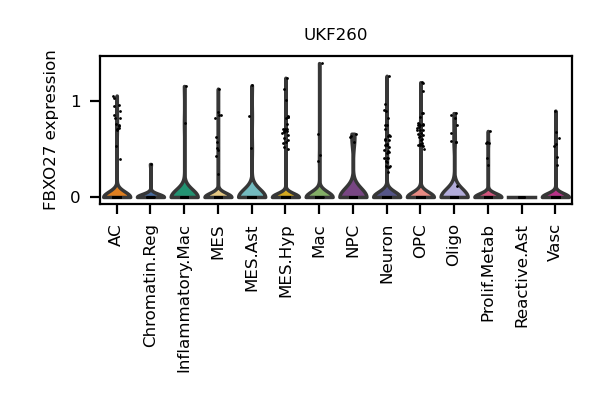 UKF260
FBXO27 expression
1
0
AC
Chromatin.Reg
Inflammatory.Mac
MES
MES.Ast
MES.Hyp
Mac
NPC
Neuron
OPC
Oligo
Prolif.Metab
Reactive.Ast
Vasc